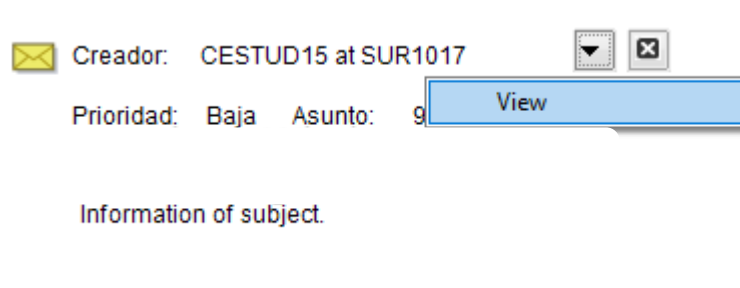 Creador: CESTUD15 at SUR1017
Prioridad: Baja Asunto: 9
View
Information of subject.